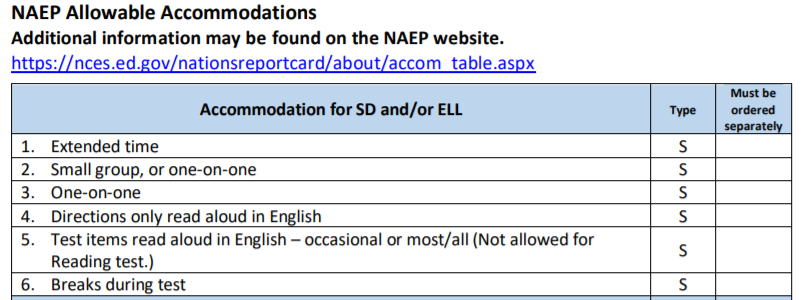 NAEP Allowable Accommodations
Additional information may be found on the NAEP website.
https://nces.ed.gov/nationsreportcard/about/accom_table.aspx
Accommodation for SD and/or ELL Type Must be
ordered
separately
1. Extended time S
2. Small group, or one-on-one S
3. One-on-one S
4. Directions only read aloud in English S
5. Test items read aloud in English – occasional or most/all (Not allowed for
Reading test.) S
6. Breaks during test S